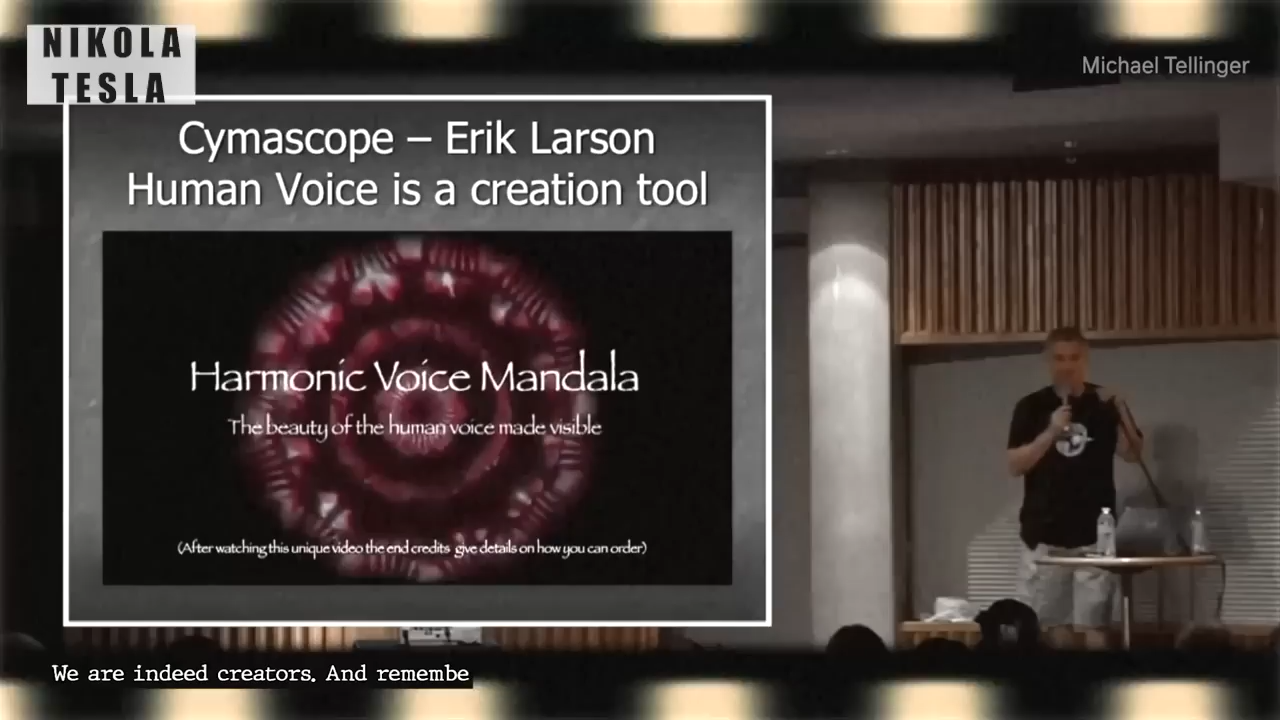 NIKOLA
TESLA
Michael Tellinger
Cymascope – Erik Larson
Human Voice is a creation tool
Harmonic Voice Mandala
The beauty of the human voice made visible
(After watching this unique video the end credits give details on how you can order)
We are indeed creators. And remembe